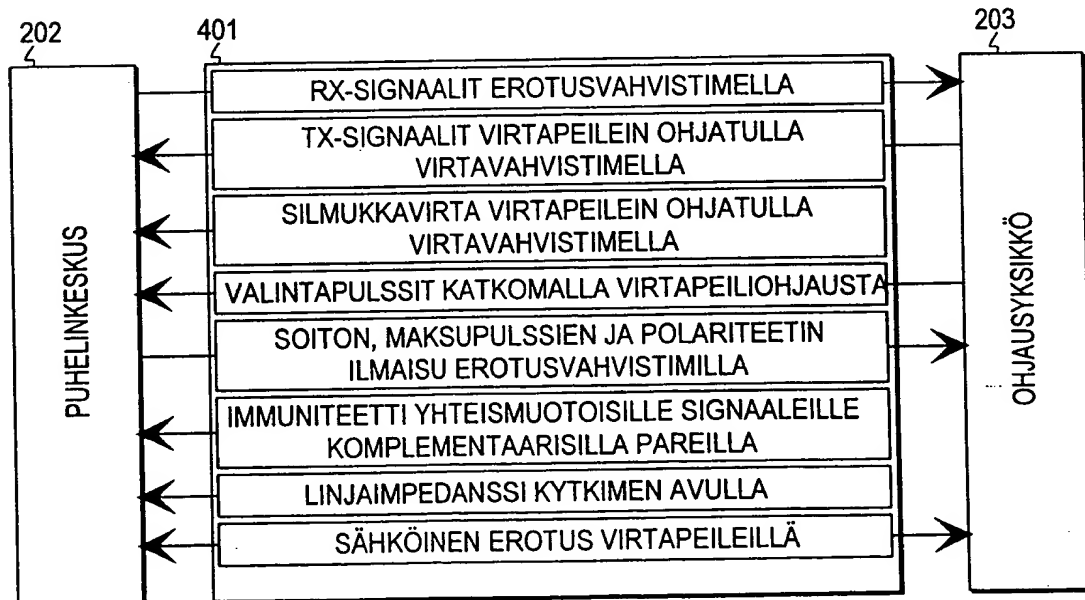 202
401
203
PUHELINKESKUS
RX-SIGNAALIT EROTUSVAHVISTIMELLA
TX-SIGNAALIT VIRTAPEILEIN OHJATULLA
VIRTAVAHVISTIMELLA
SILMUKKAVIRTA VIRTAPEILEIN OHJATULLA
VIRTAVAHVISTIMELLA
VALINTAPULSSIT KATKOMALLA VIRTAPEILIOHJAUSTA
SOITON, MAKSUPULSSIEN JA POLARITEETIN
ILMAISU EROTUSVAHVISTIMILLA
IMMUNITEETTI YHTEISMUOTOISILLE SIGNAALEILLE
KOMPLEMENTAARISILLA PAREILLA
LINJAIMPEDANSSI KYTKIMEN AVULLA
SÄHKÖINEN EROTUS VIRTAPEILEILLÄ
OHJAUSYKSIKKÖ